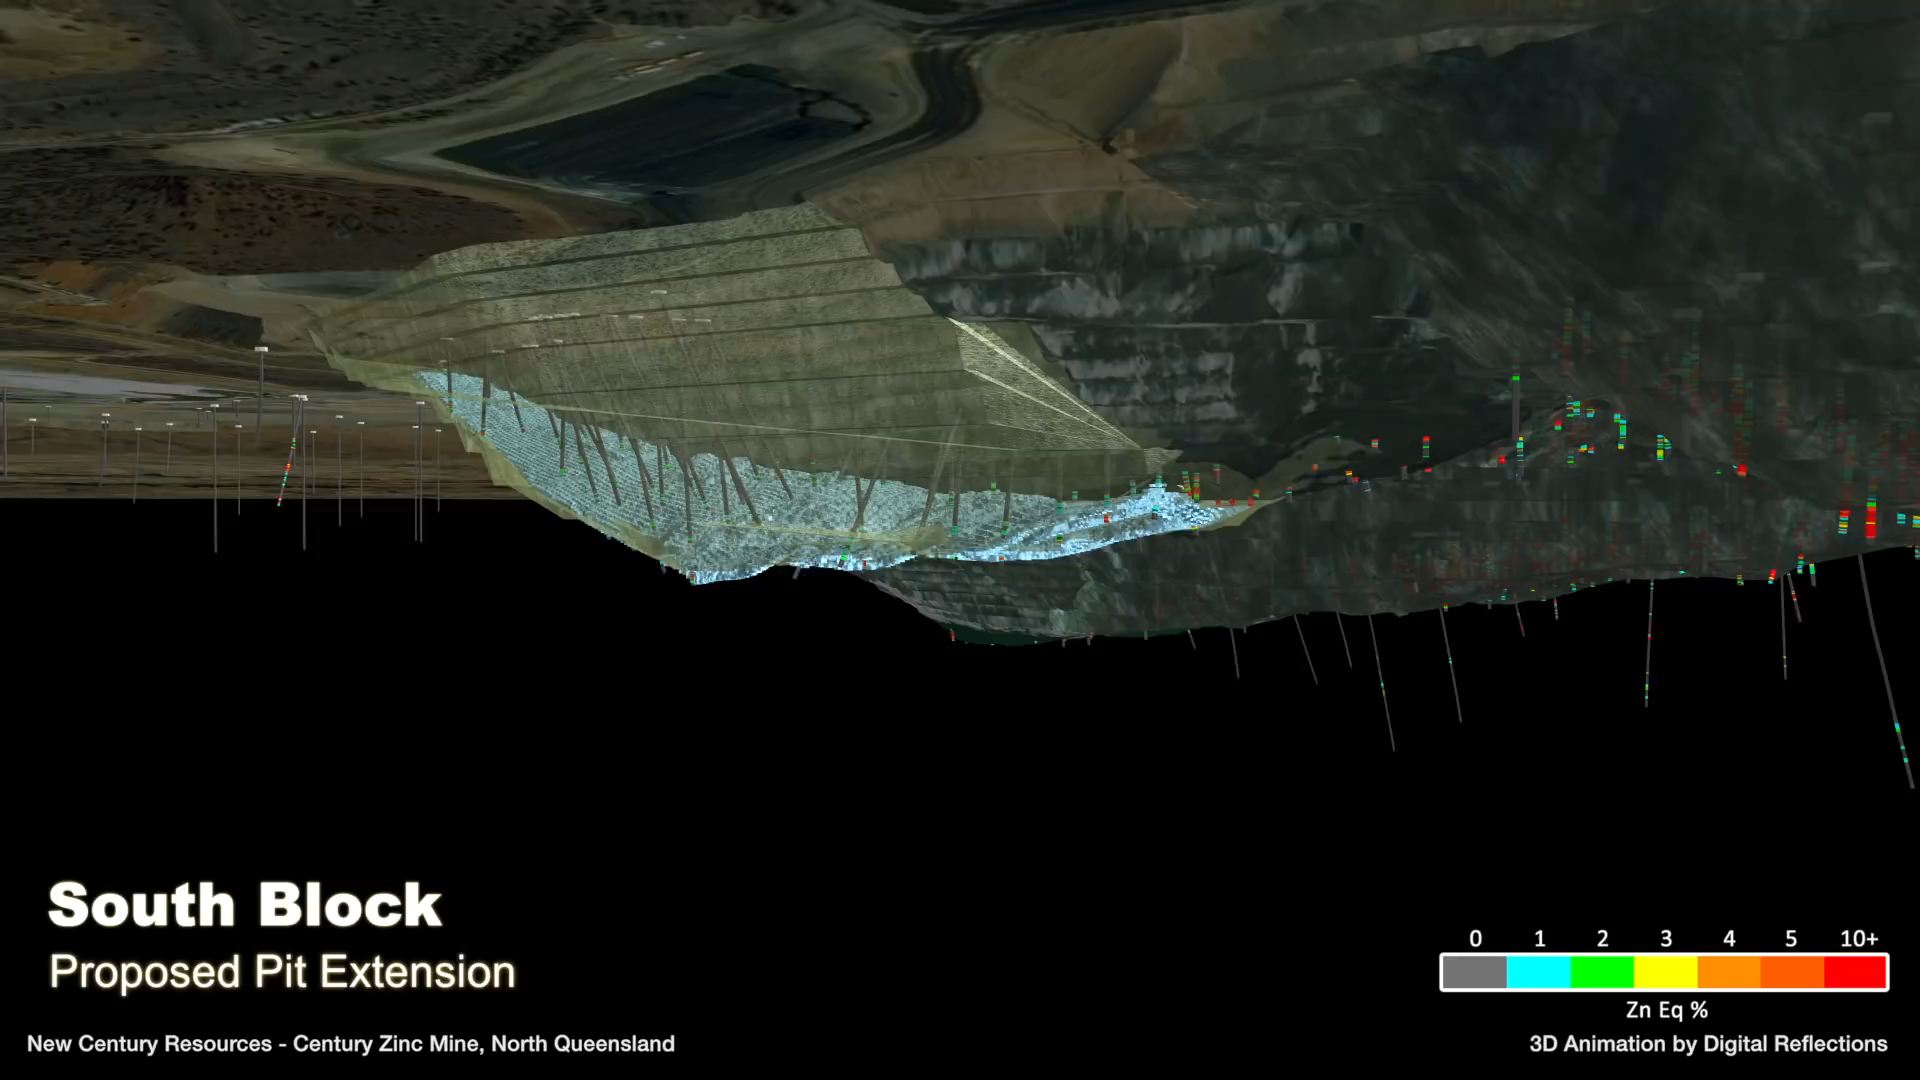 South Block
Proposed Pit Extension
New Century Resources - Century Zinc Mine, North Queensland
0 1 2 3 4 5 10+
Zn Eq %
3D Animation by Digital Reflections